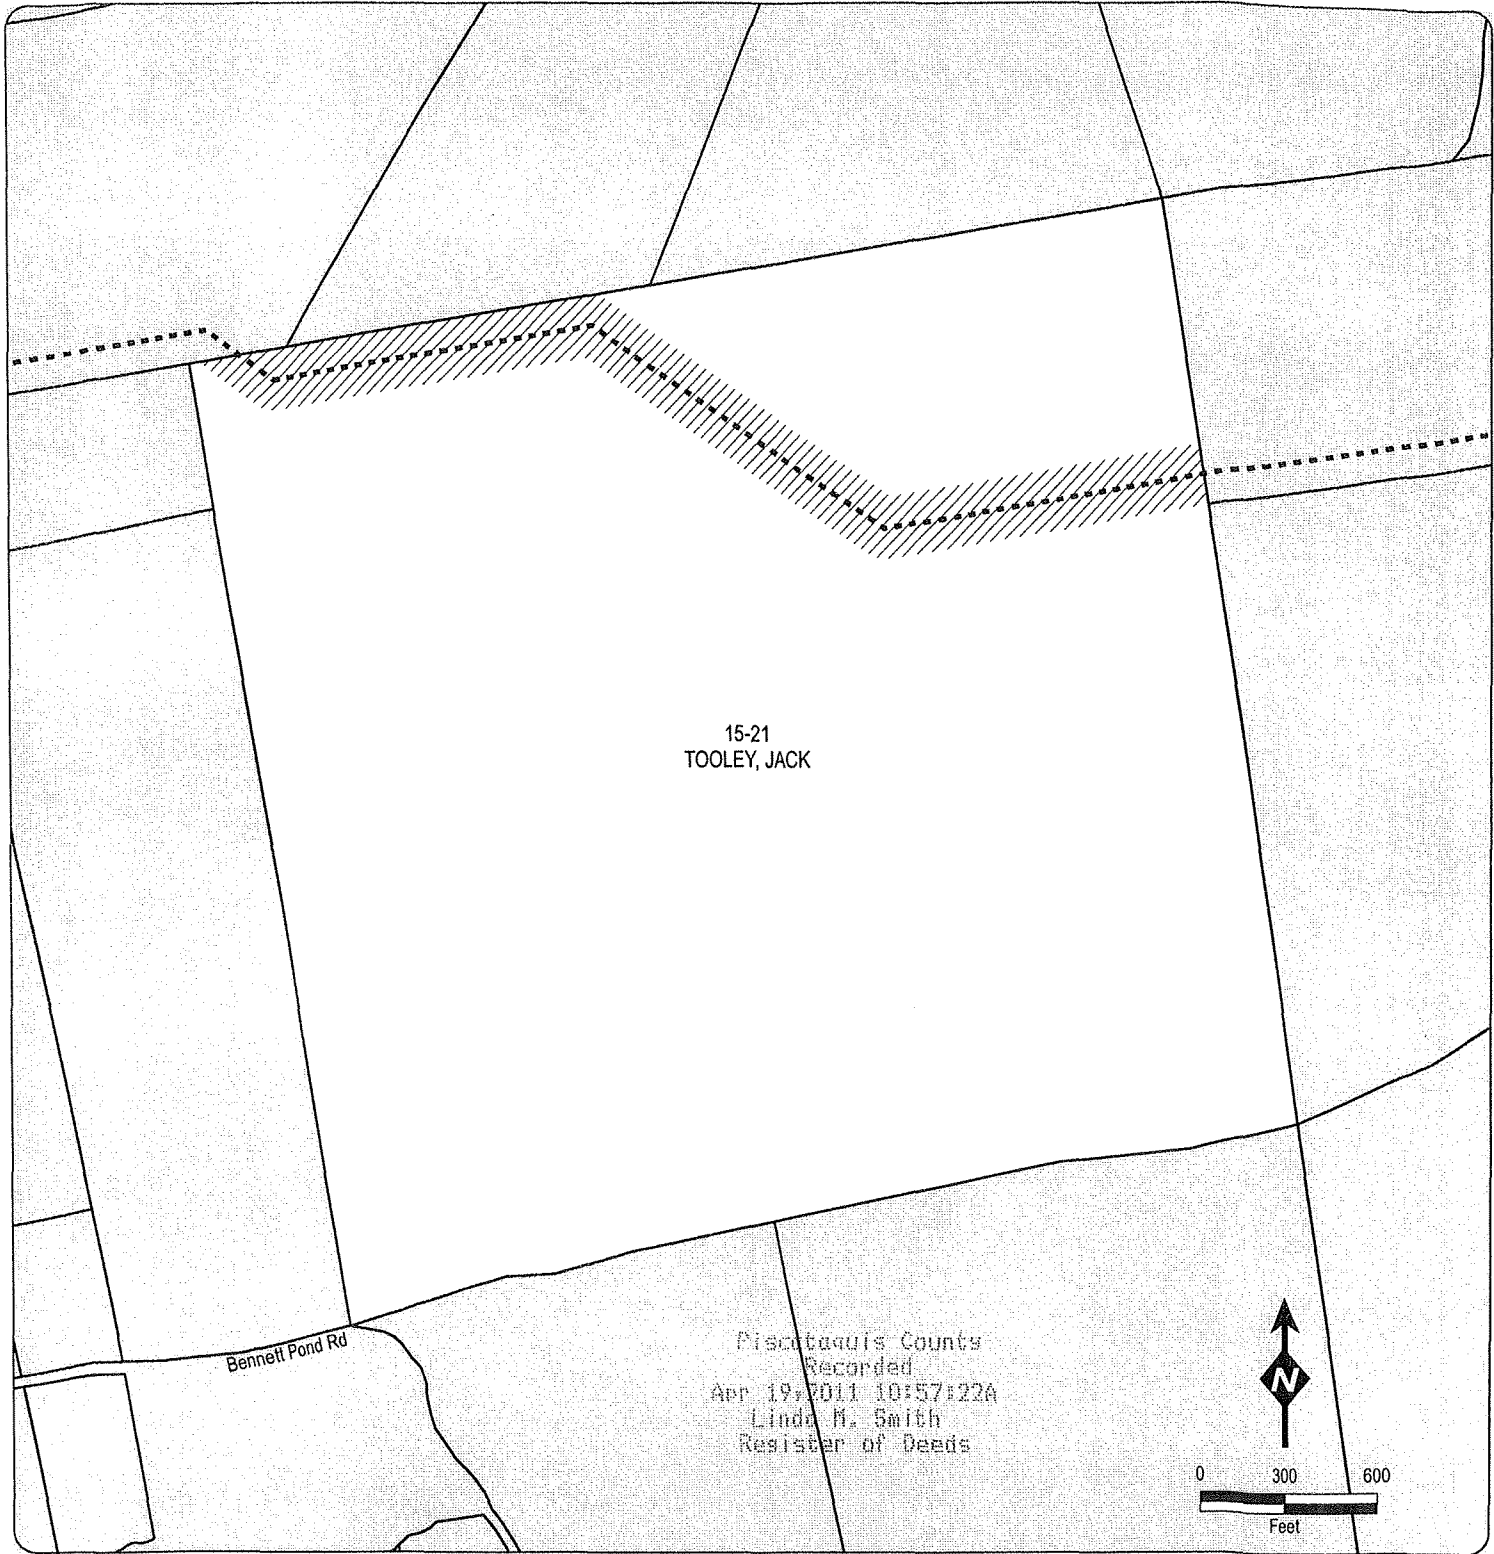 15-21
TOOLEY, JACK
Bennett Pond Rd
Piscataquis County
Recorded
Apr 19,2011 10:57:22A
Linda M. Smith
Register of Deeds
N
0 300 600
Feet